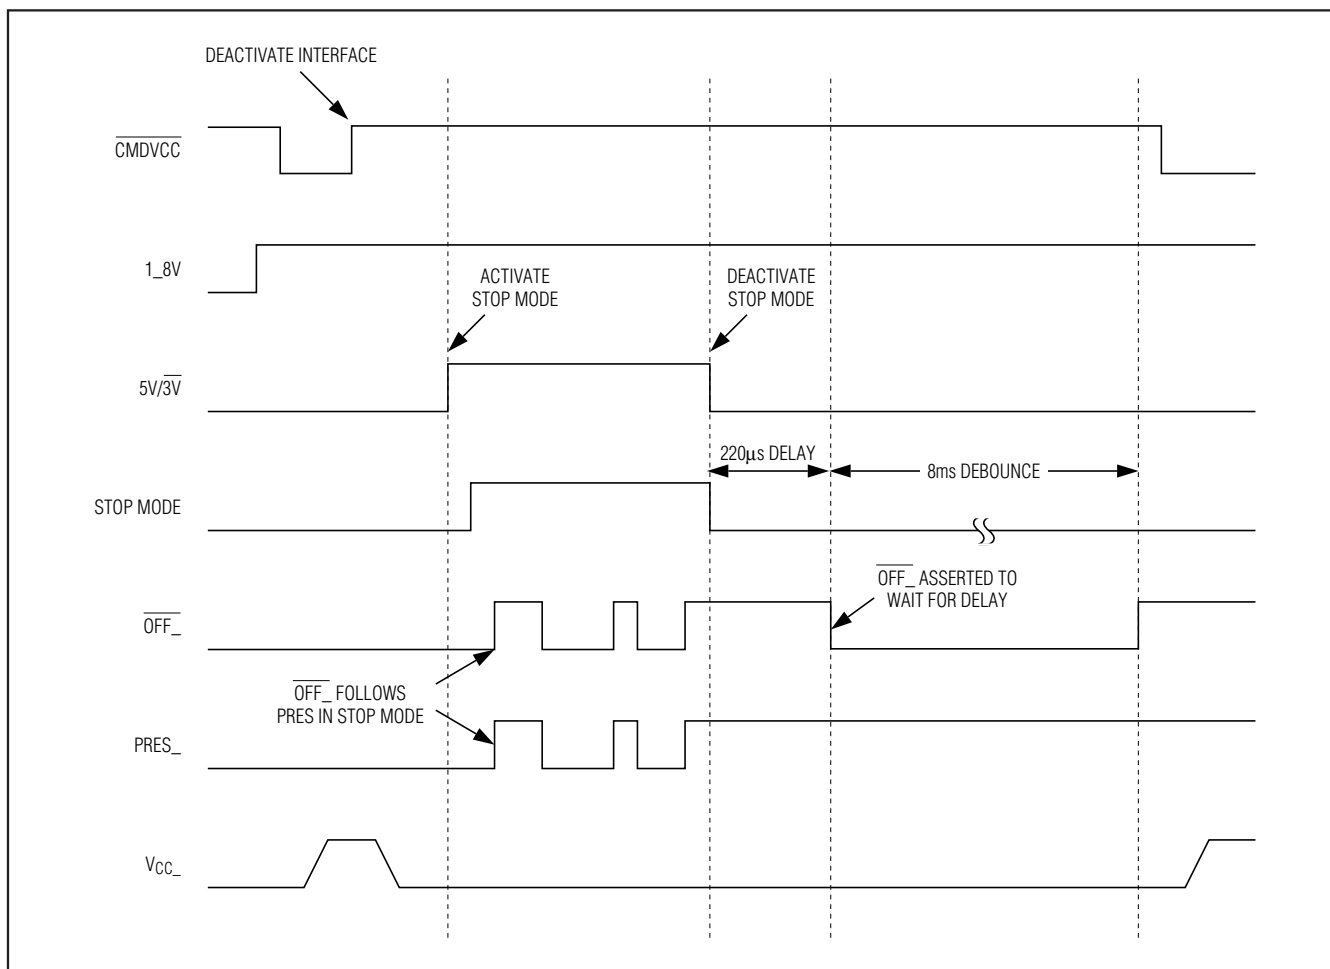 DEACTIVATE INTERFACE
CMDVCC
1_8V
ACTIVATE
STOP MODE
DEACTIVATE
STOP MODE
5V/3V
220μs DELAY
8ms DEBOUNCE
STOP MODE
OFF_ ASSERTED TO
WAIT FOR DELAY
OFF_
OFF_ FOLLOWS
PRES IN STOP MODE
PRES_
VCC_